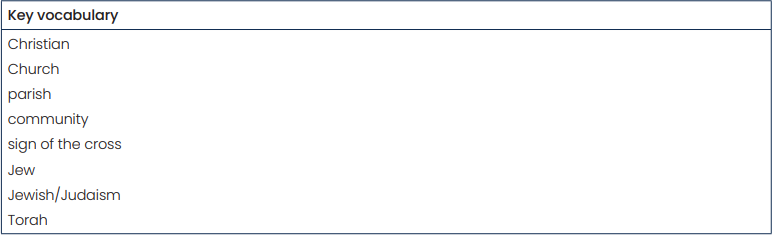 Key vocabulary
Christian
Church
parish
community
sign of the cross
Jew
Jewish/Judaism
Torah